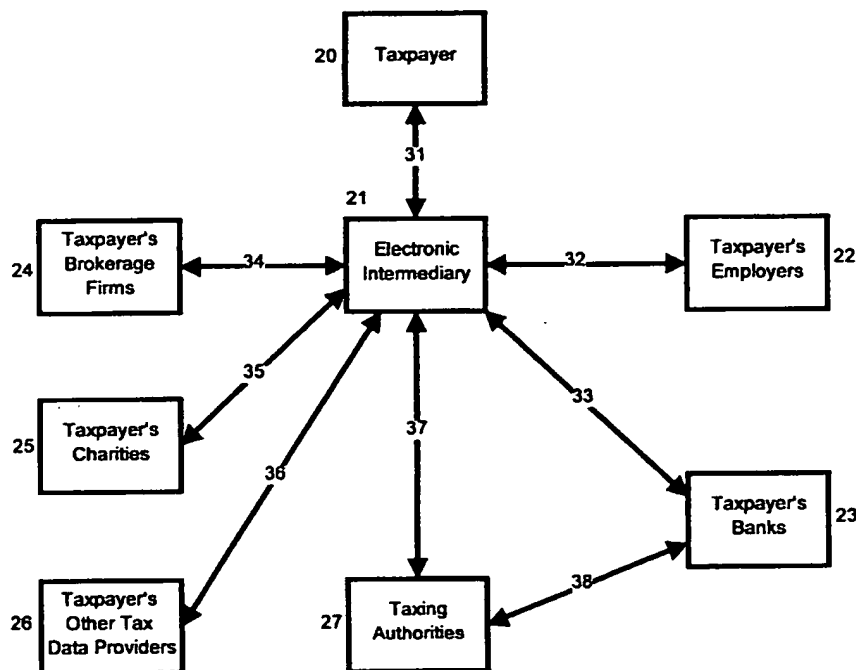 20
Taxpayer
31
21
Electronic
Intermediary
24
Taxpayer's
Brokerage
Firms
34
32
Taxpayer's
Employers
22
35
33
25
Taxpayer's
Charities
37
36
Taxpayer's
Banks
23
38
26
Taxpayer's
Other Tax
Data Providers
27
Taxing
Authorities